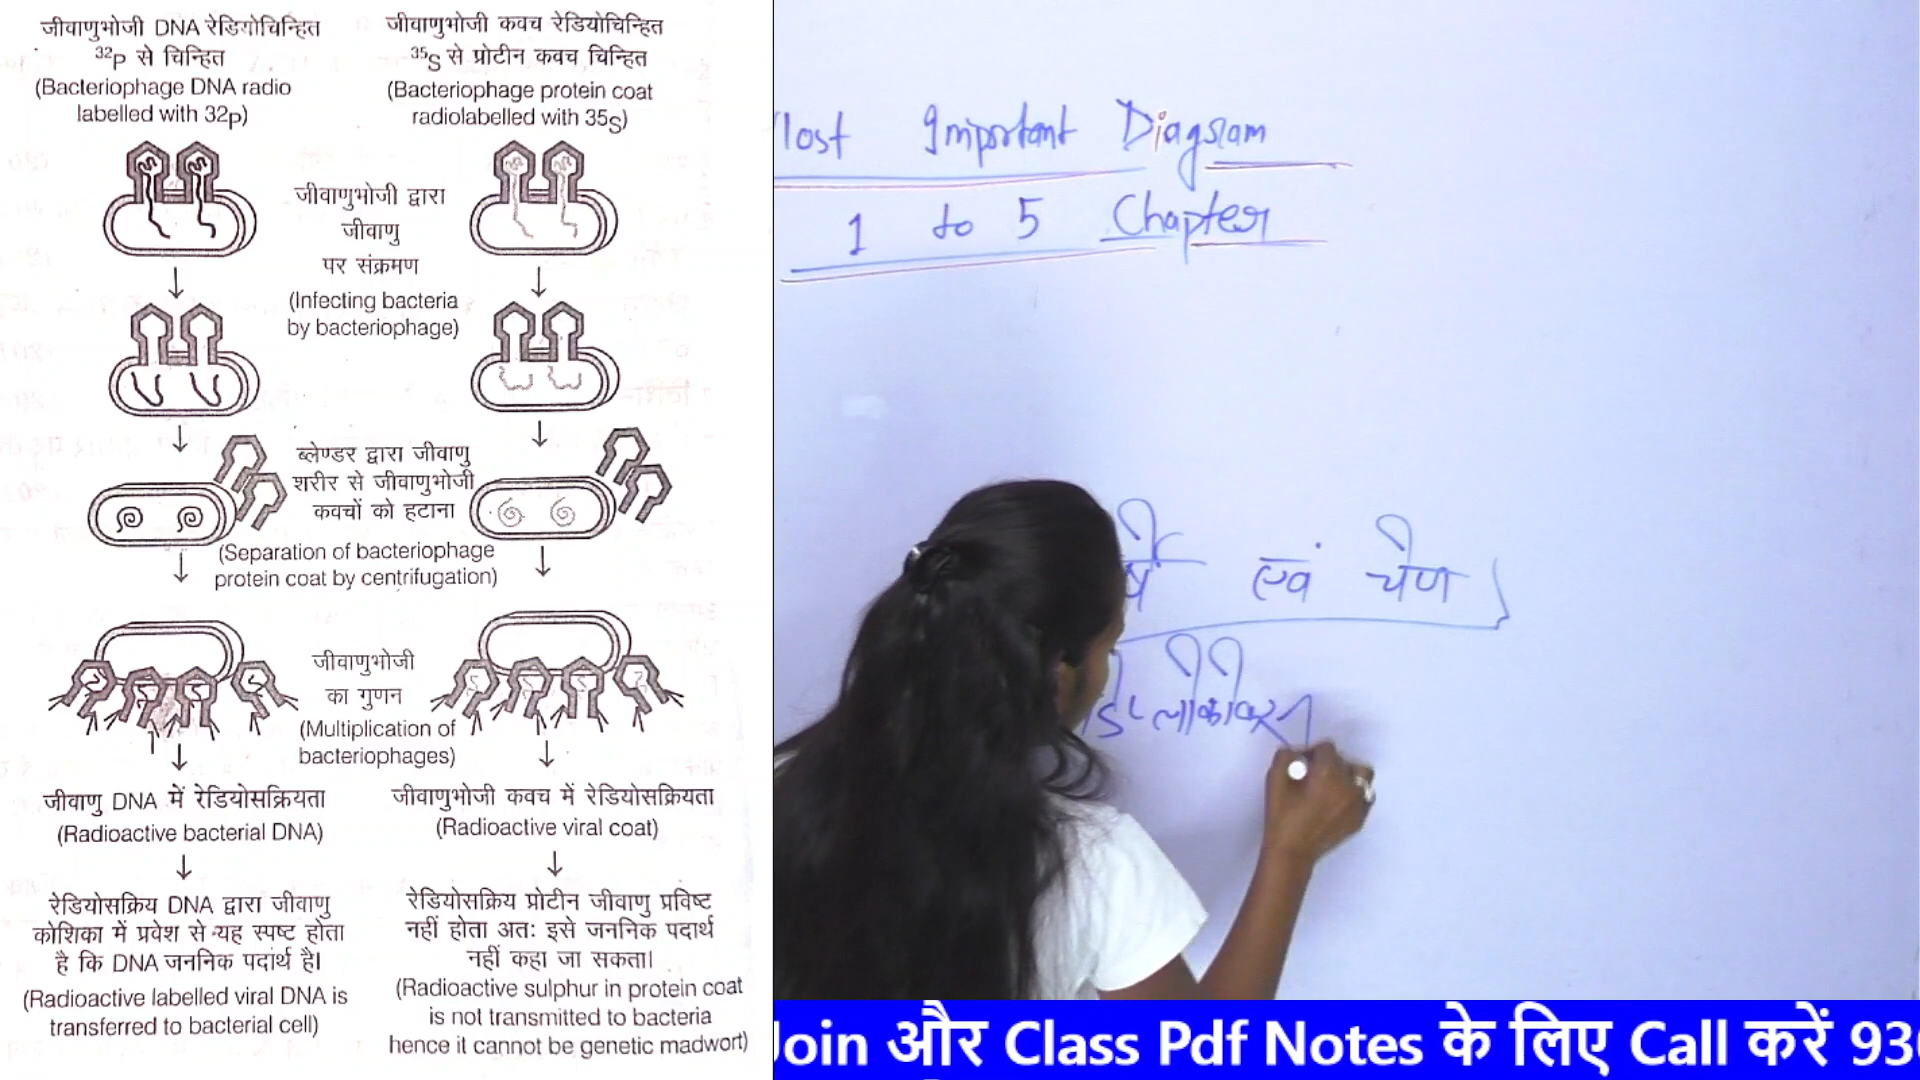 जीवाणुभोजी DNA रेडियोचिन्हित
32P से चिन्हित
(Bacteriophage DNA radio
labelled with 32p)
जीवाणुभोजी कवच रेडियोचिन्हित
35S से प्रोटीन कवच चिन्हित
(Bacteriophage protein coat
radiolabelled with 35s)
जीवाणुभोजी द्वारा
जीवाणु
पर संक्रमण
(Infecting bacteria
by bacteriophage)
ब्लेण्डर द्वारा जीवाणु
शरीर से जीवाणुभोजी
कवचों को हटाना
(Separation of bacteriophage
protein coat by centrifugation)
जीवाणुभोजी
का गुणन
(Multiplication of
bacteriophages)
जीवाणु DNA में रेडियोसक्रियता
(Radioactive bacterial DNA)
रेडियोसक्रिय DNA द्वारा जीवाणु
कोशिका में प्रवेश से यह स्पष्ट होता
है कि DNA जननिक पदार्थ है।
(Radioactive labelled viral DNA is
transferred to bacterial cell)
जीवाणुभोजी कवच में रेडियोसक्रियता
(Radioactive viral coat)
रेडियोसक्रिय प्रोटीन जीवाणु प्रविष्ट
नहीं होता अतः इसे जननिक पदार्थ
नहीं कहा जा सकता।
(Radioactive sulphur in protein coat
is not transmitted to bacteria
hence it cannot be genetic madwort)
lost Important Diagram
1 to 5 Chapter
र्षी एवं चेण
Join और Class Pdf Notes के लिए Call करें 930